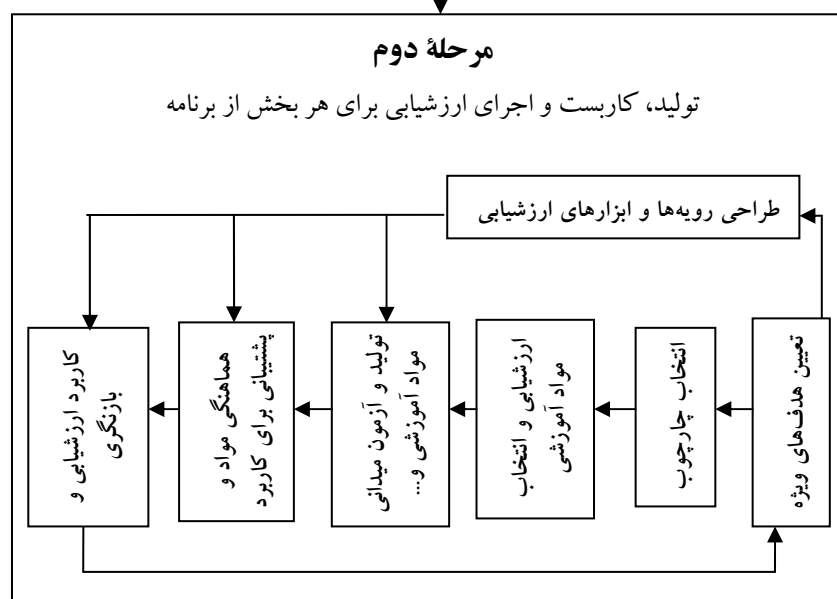 مرحلهٔ دوم
تولید، کاربست و اجرای ارزشیابی برای هر بخش از برنامه
طراحی رویه‌ها و ابزارهای ارزشیابی
تعیین هدف‌های ویژه
انتخاب چارچوب
ارزشیابی و انتخاب
مواد آموزشی
تولید و آزمون میدانی
مواد آموزشی و...
هماهنگی مواد و
پشتیبانی برای کاربرد
کاربرد ارزشیابی و
بازنگری